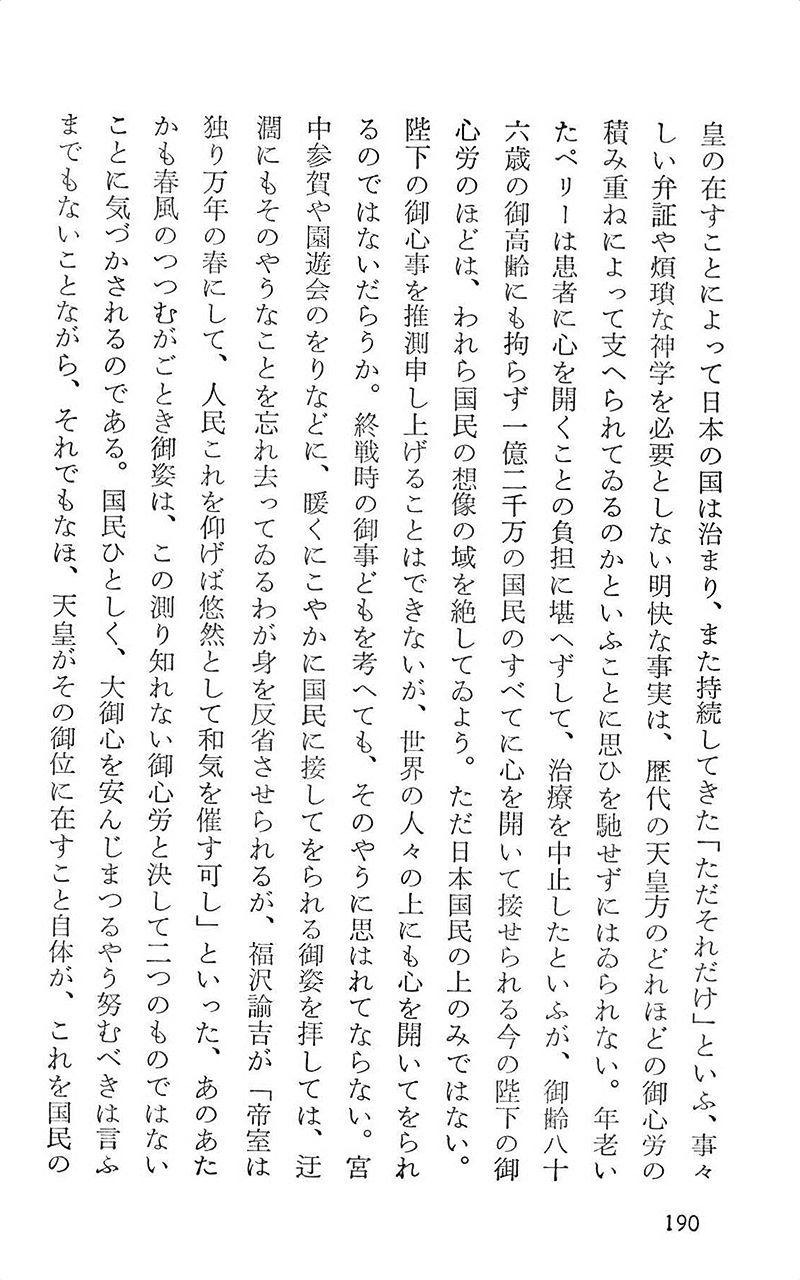 皇の在すことによって日本の国は治まり、また持続してきた「ただそれだけ」といふ、事々
しい弁証や煩瑣な神学を必要としない明快な事実は、歴代の天皇方のどれほどの御心労の
積み重ねによって支へられてゐるのかといふことに思ひを馳せずにはゐられない。年老い
たペリーは患者に心を開くことの負担に堪へずして、治療を中止したといふが、御齢八十
六歳の御高齢にも拘らず一億二千万の国民のすべてに心を開いて接せられる今の陛下の御
心労のほどは、われら国民の想像の域を絶してゐよう。ただ日本国民の上のみではない。
陛下の御心事を推測申し上げることはできないが、世界の人々の上にも心を開いてをられ
るのではないだらうか。終戦時の御事どもを考へても、そのやうに思はれてならない。宮
中参賀や園遊会のをりなどに、暖くにこやかに国民に接してをられる御姿を拝しては、迂
濶にもそのやうなことを忘れ去ってゐるわが身を反省させられるが、福沢諭吉が「帝室は
独り万年の春にして、人民これを仰げば悠然として和気を催す可し」といった、あのあた
かも春風のつつむがごとき御姿は、この測り知れない御心労と決して二つのものではない
ことに気づかされるのである。国民ひとしく、大御心を安んじまつるやう努むべきは言ふ
までもないことながら、それでもなほ、天皇がその御位に在すこと自体が、これを国民の
190